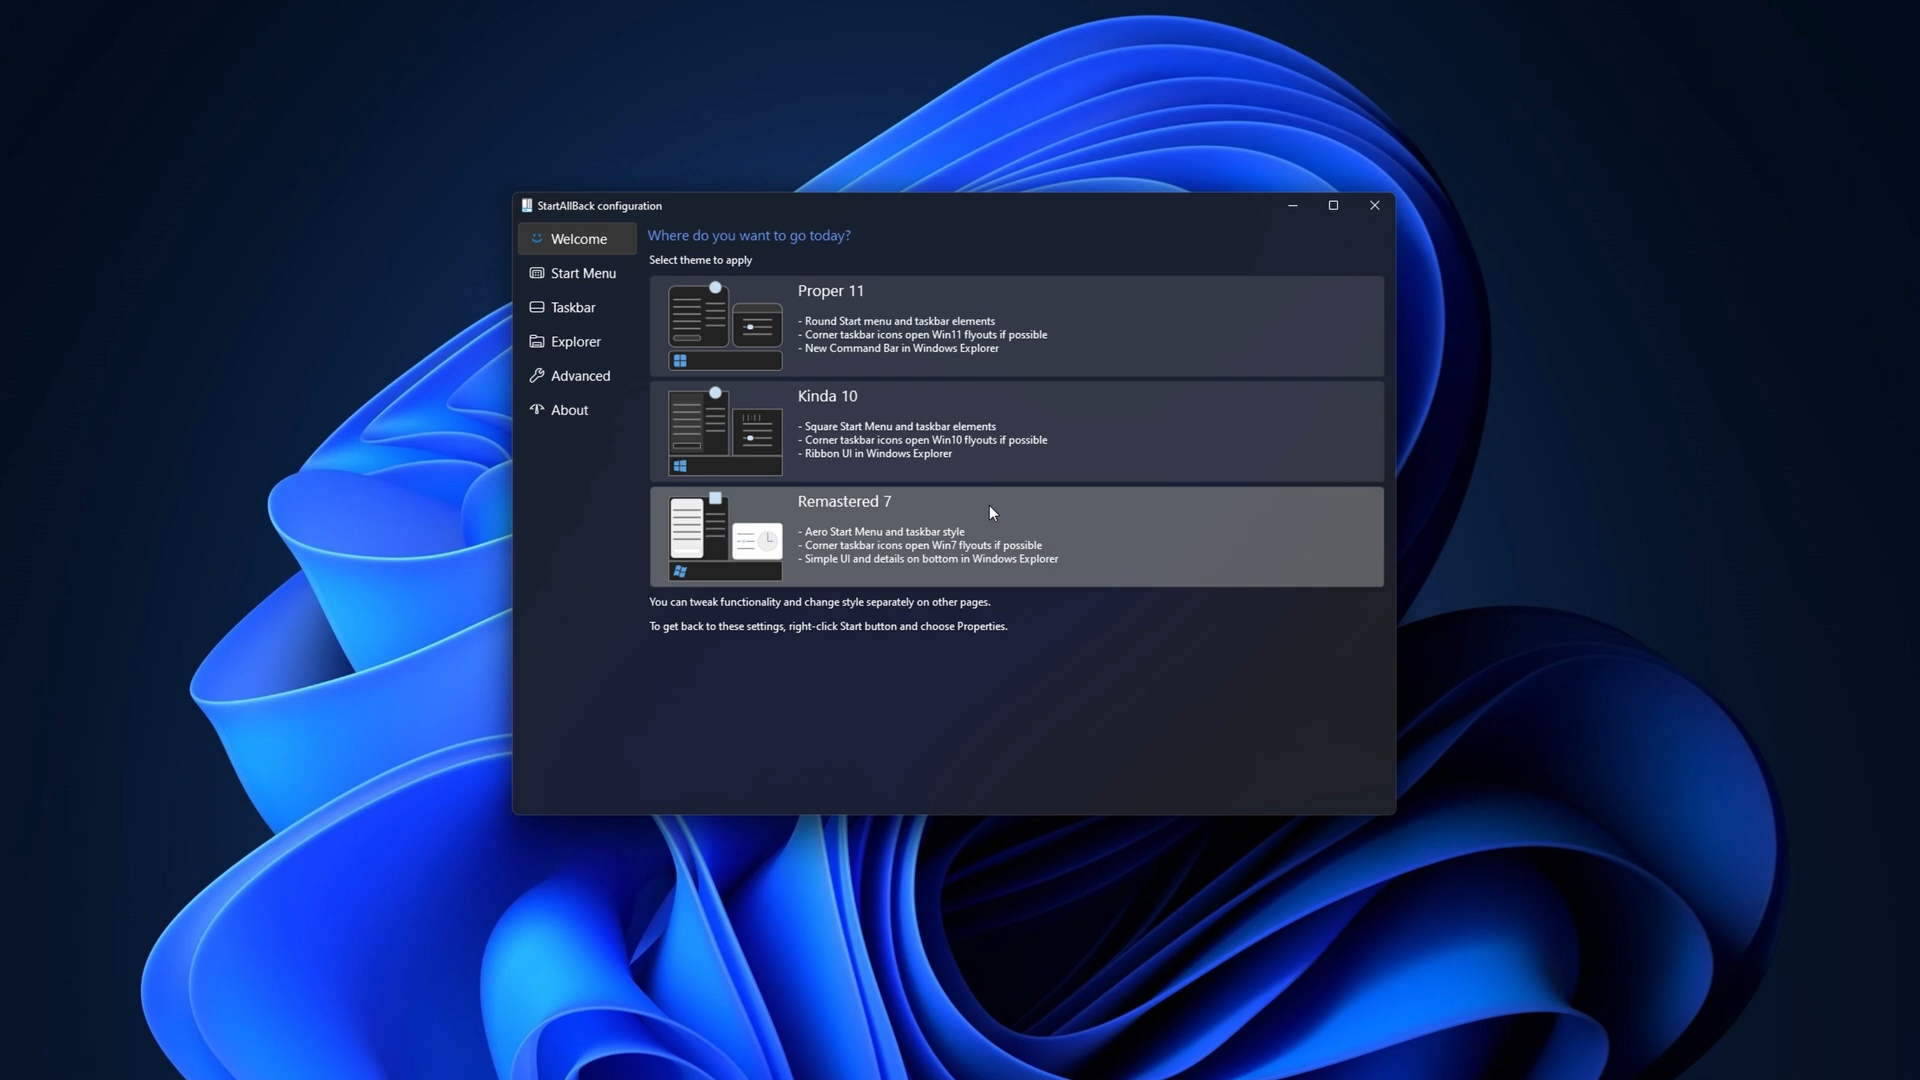 StartAllBack configuration
Welcome
Start Menu
Taskbar
Explorer
Advanced
About
Where do you want to go today?
Select theme to apply
Proper 11
- Round Start menu and taskbar elements
- Corner taskbar icons open Win11 flyouts if possible
- New Command Bar in Windows Explorer
Kinda 10
- Square Start Menu and taskbar elements
- Corner taskbar icons open Win10 flyouts if possible
- Ribbon UI in Windows Explorer
Remastered 7
- Aero Start Menu and taskbar style
- Corner taskbar icons open Win7 flyouts if possible
- Simple UI and details on bottom in Windows Explorer
You can tweak functionality and change style separately on other pages.
To get back to these settings, right-click Start button and choose Properties.